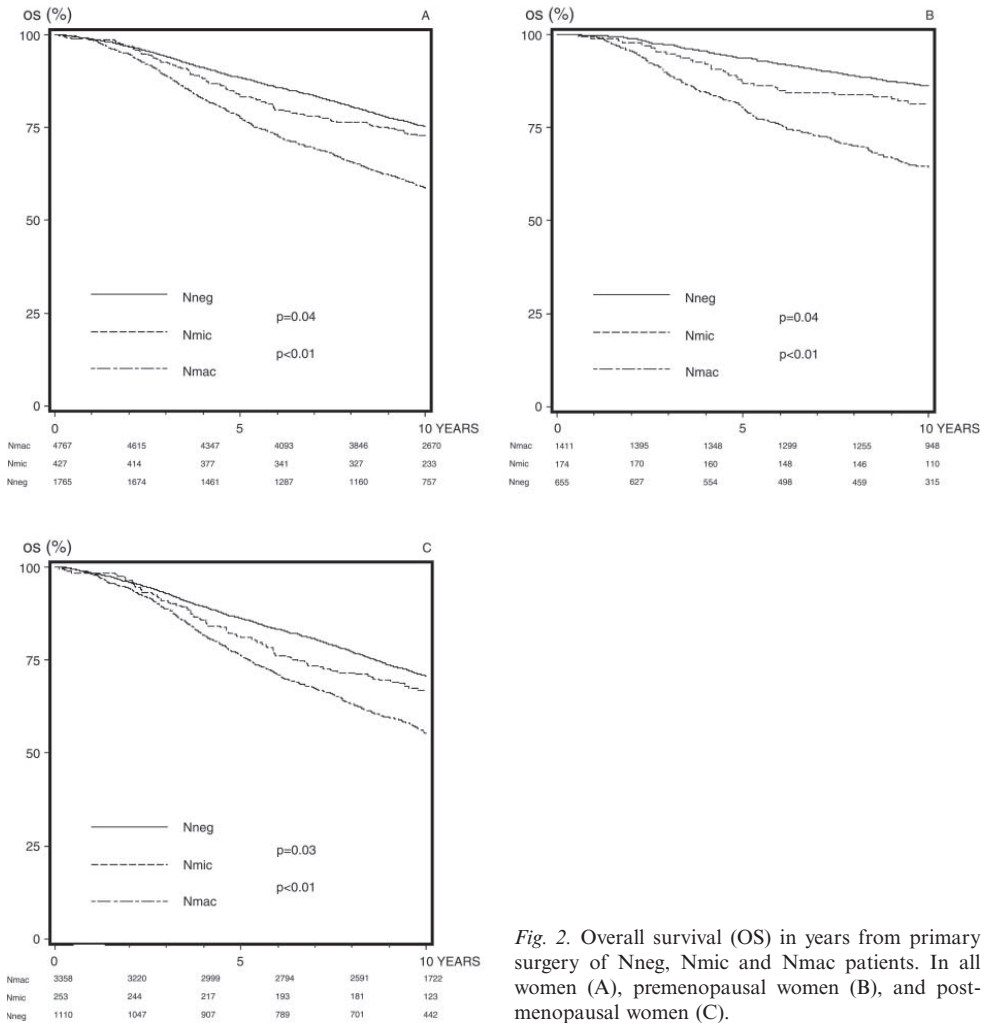 OS (%)
A
100
75
50
25
0
Nneg
p=0.04
Nmic
p<0.01
Nmac
0 5 10 YEARS
Nmac 4767 4615 4347 4093 3846 2670
Nmic 427 414 377 341 327 233
Nneg 1765 1674 1461 1287 1160 757
OS (%)
B
100
75
50
25
0
Nneg
p=0.04
Nmic
p<0.01
Nmac
0 5 10 YEARS
Nmac 1411 1395 1348 1299 1255 948
Nmic 174 170 160 148 146 110
Nneg 655 627 554 498 459 315
OS (%)
C
100
75
50
25
0
Nneg
p=0.03
Nmic
p<0.01
Nmac
0 5 10 YEARS
Nmac 3358 3220 2999 2794 2591 1722
Nmic 253 244 217 193 181 123
Nneg 1110 1047 907 789 701 442
Fig. 2. Overall survival (OS) in years from primary
surgery of Nneg, Nmic and Nmac patients. In all
women (A), premenopausal women (B), and post-
menopausal women (C).